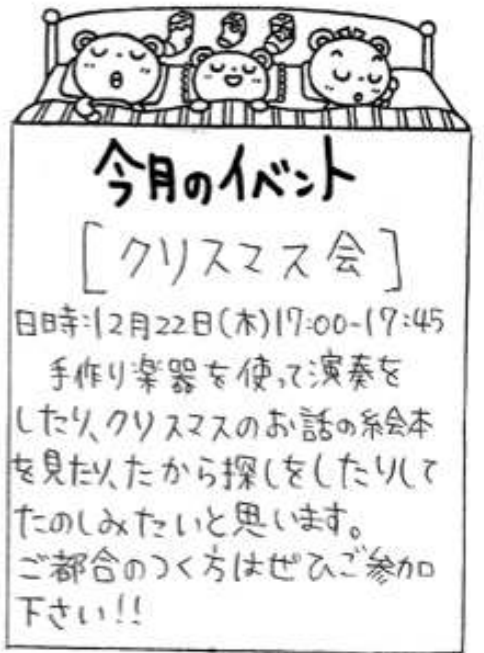 今月のイベント
[クリスマス会]
日時:12月22日(木)17:00-17:45
手作り楽器を使って演奏を
したり、クリスマスのお話の絵本
を見たり、たから探しをしたりして
たのしみたいと思います。
ご都合のつく方はぜひご参加
下さい!!